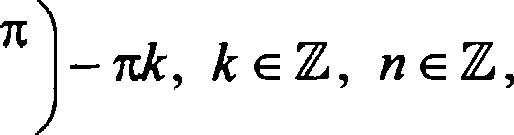 π) − πk, k ∈ ℤ, n ∈ ℤ,